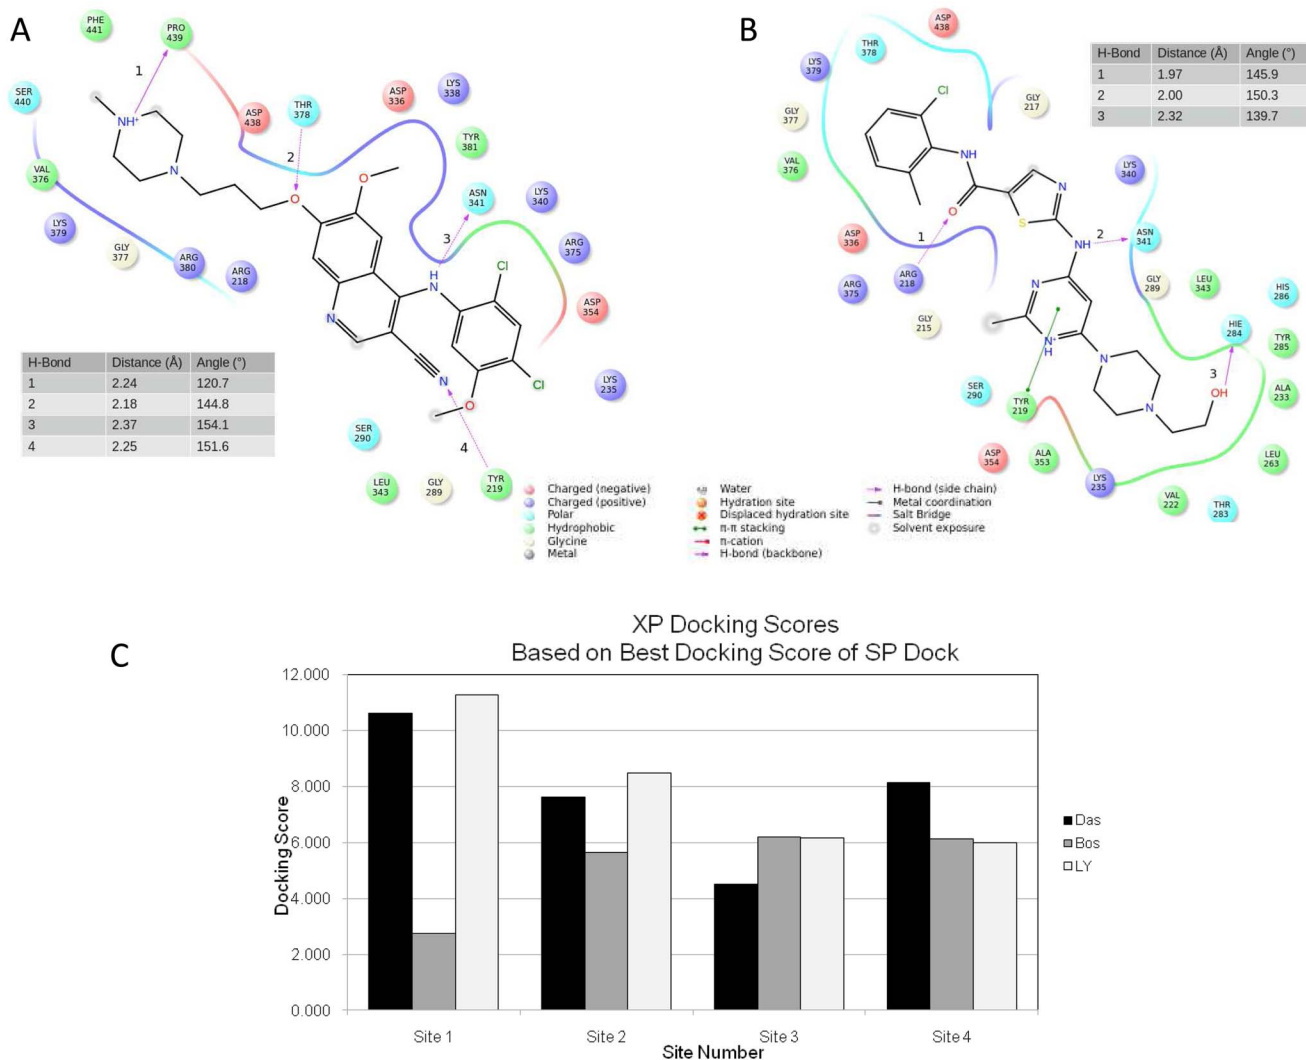 A
PHE
441
PRO
439
1
SER
440
NH+
N
VAL
376
LYS
379
GLY
377
ARG
380
ARG
218
ASP
438
THR
378
2
O
O
ASP
336
LYS
338
TYR
381
ASN
341
3
LYS
340
ARG
375
H
N
Cl
ASP
354
N
N
Cl
O
LYS
235
4
SER
290
LEU
343
GLY
289
TYR
219
H-Bond Distance (Å) Angle (°)
1 2.24 120.7
2 2.18 144.8
3 2.37 154.1
4 2.25 151.6
B
ASP
438
THR
378
LYS
379
GLY
377
VAL
376
Cl
GLY
217
NH
O
N
S
LYS
340
ASP
336
1
ARG
218
ARG
375
GLY
215
NH
2
ASN
341
GLY
289
LEU
343
HIS
286
HIE
284
TYR
285
N
N+
H
N
N
3
OH
SER
290
TYR
219
ALA
233
ASP
354
ALA
353
LYS
235
LEU
263
VAL
222
THR
283
H-Bond Distance (Å) Angle (°)
1 1.97 145.9
2 2.00 150.3
3 2.32 139.7
Charged (negative)
Charged (positive)
Polar
Hydrophobic
Glycine
Metal
Water
Hydration site
Displaced hydration site
π-π stacking
π-cation
H-bond (backbone)
H-bond (side chain)
Metal coordination
Salt Bridge
Solvent exposure
C
XP Docking Scores
Based on Best Docking Score of SP Dock
Docking Score
12.000
10.000
8.000
6.000
4.000
2.000
0.000
Site 1 Site 2 Site 3 Site 4
Site Number
Das
Bos
LY